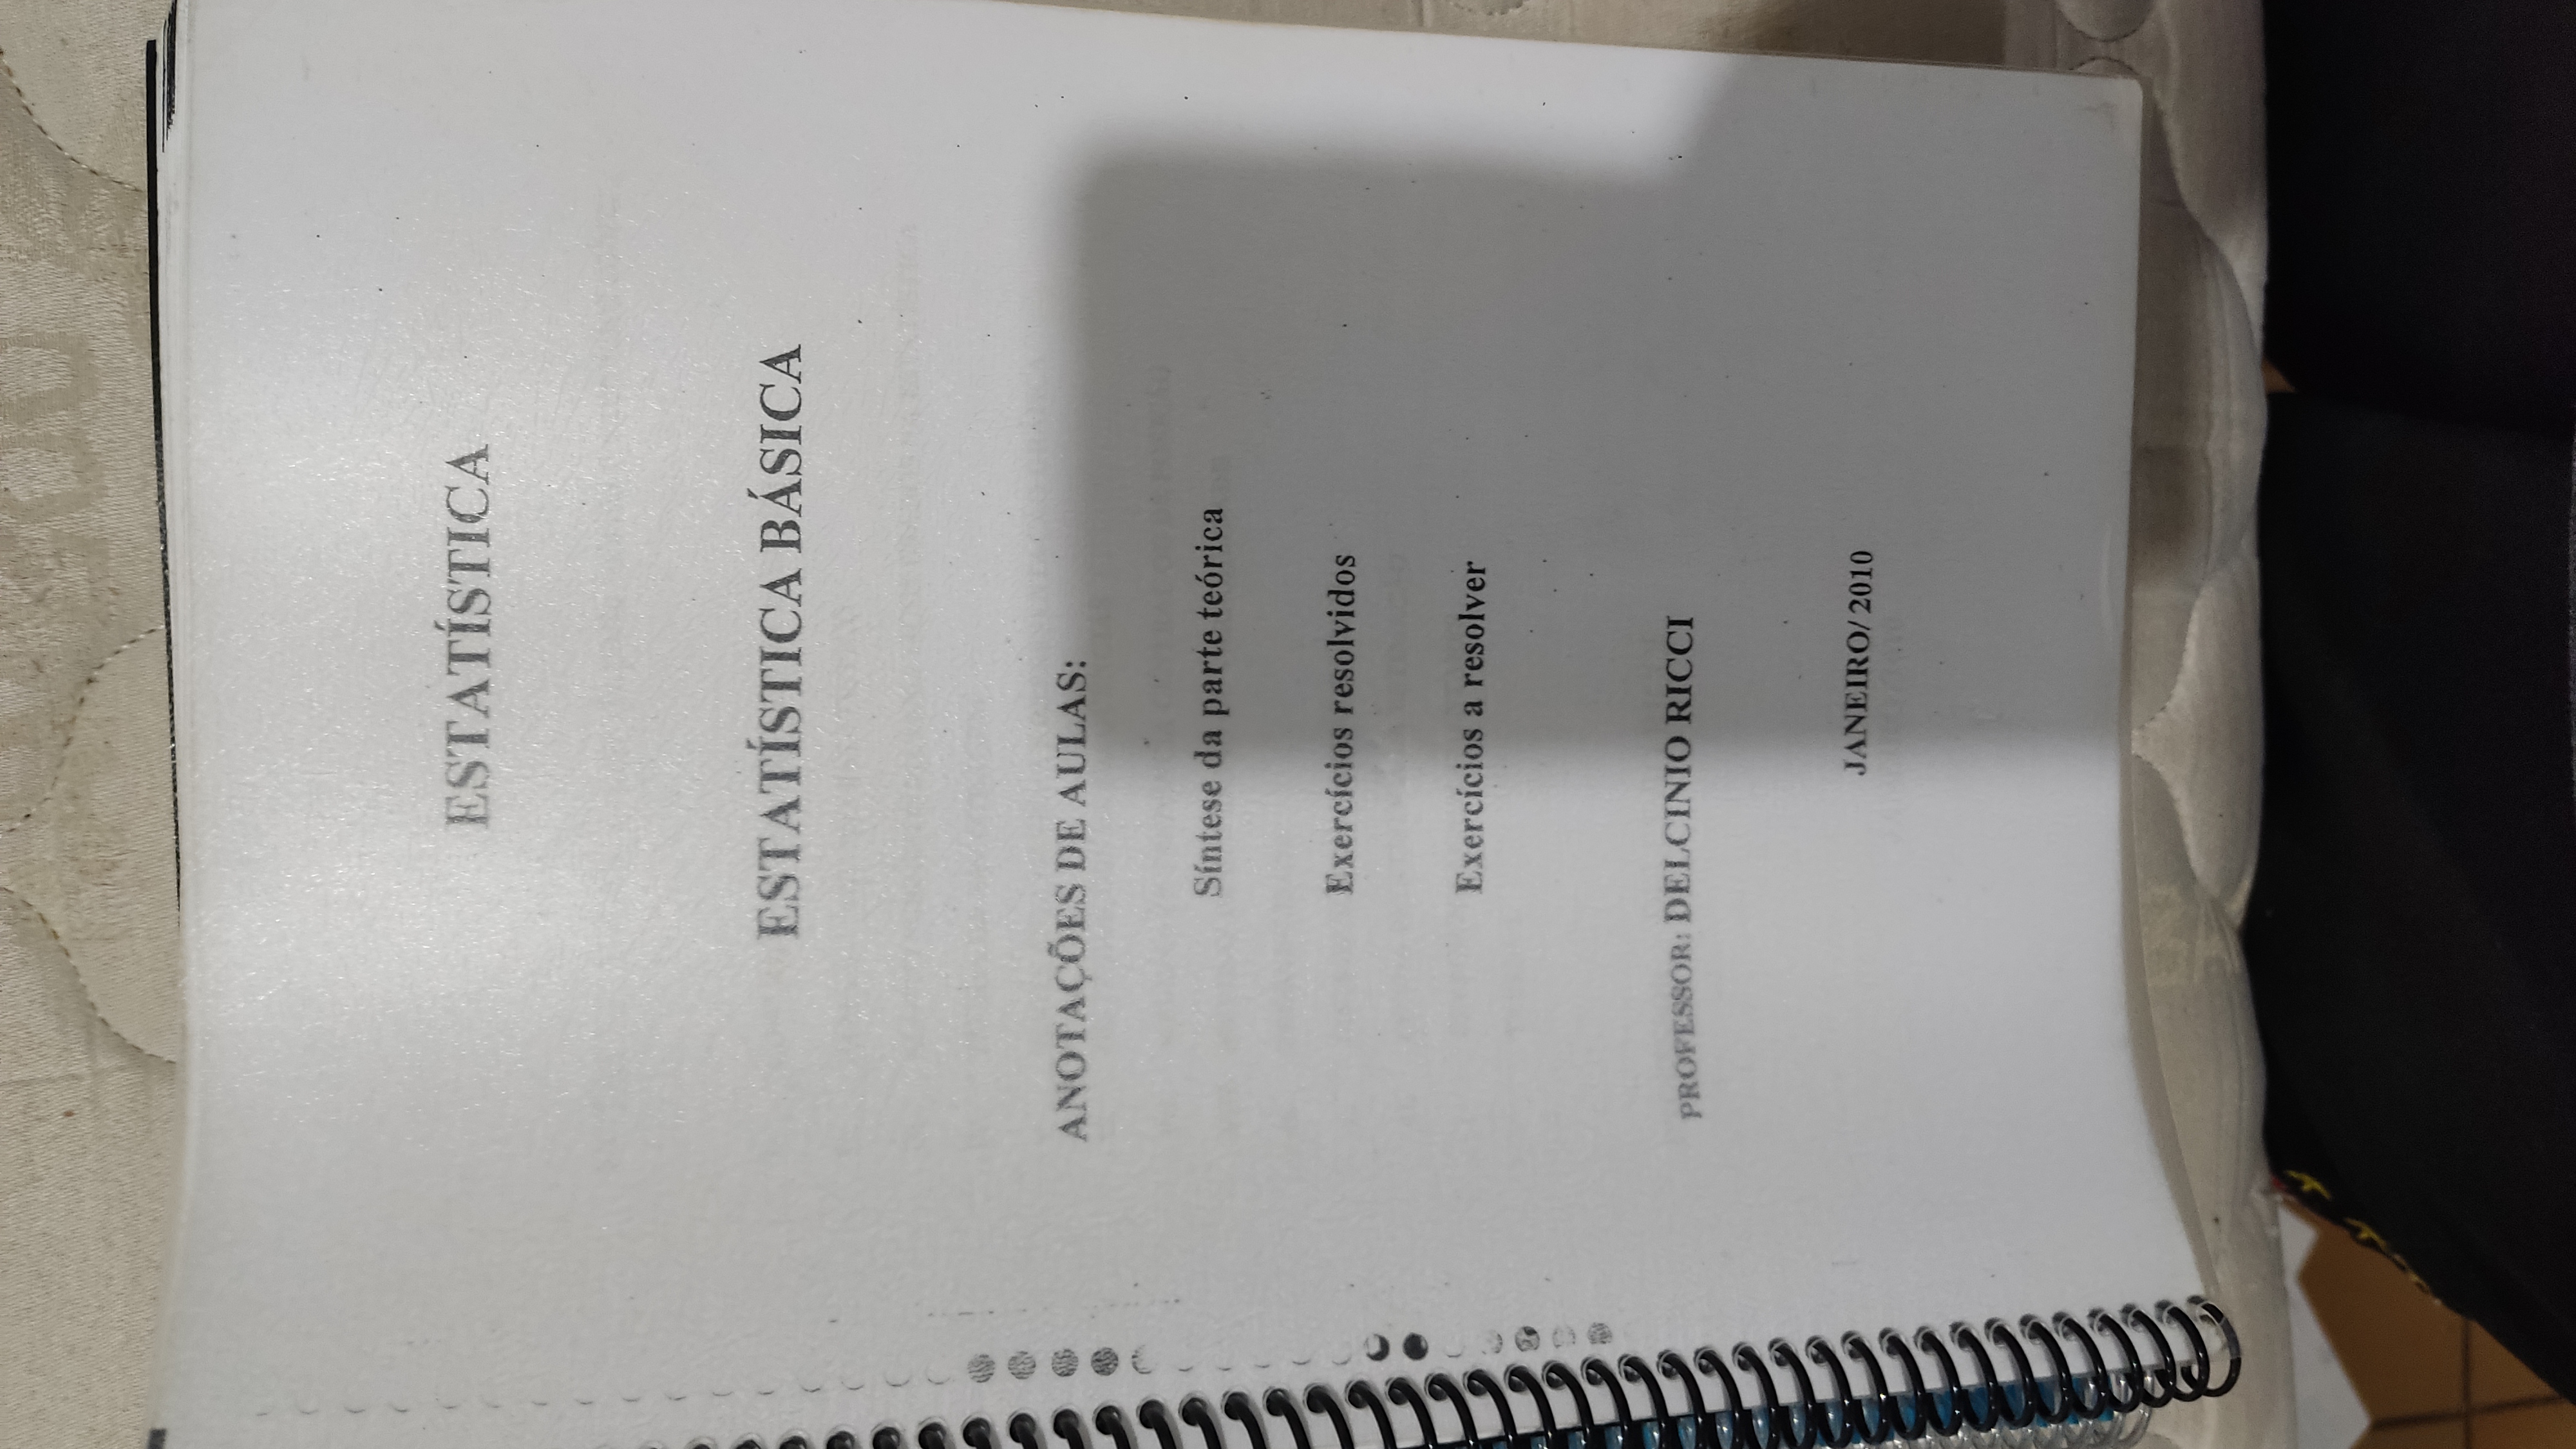 ESTATÍSTICA
ESTATÍSTICA BÁSICA
ANOTAÇÕES DE AULAS:
Síntese da parte teórica
Exercícios resolvidos
Exercícios a resolver
PROFESSOR: DELCINIO RICCI
JANEIRO/ 2010